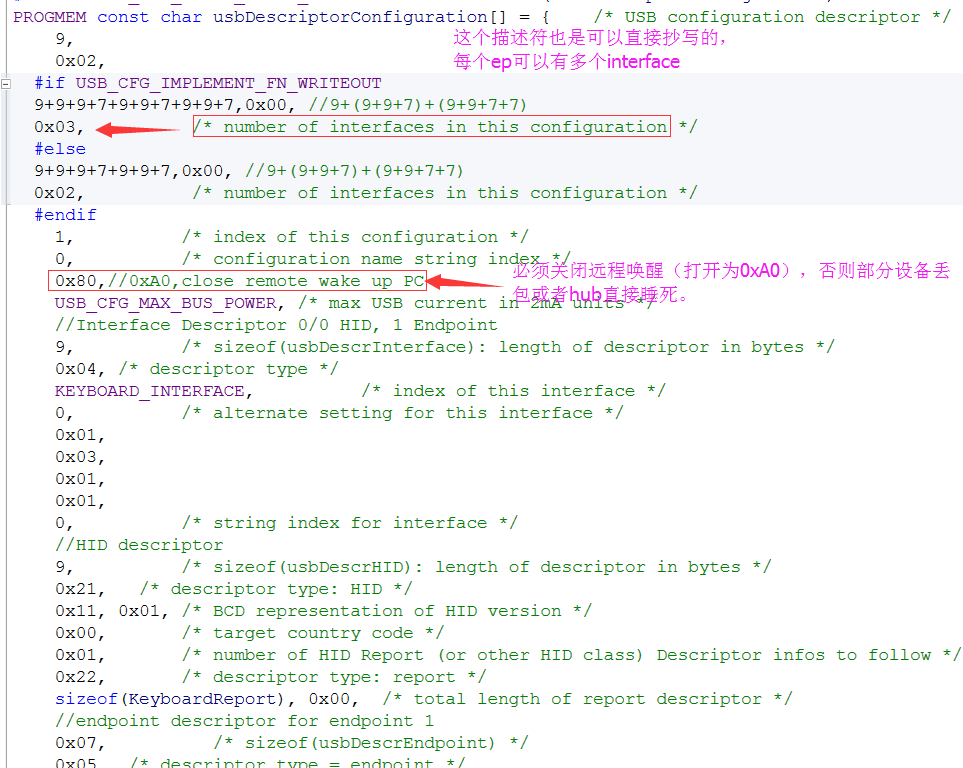 PROGMEM const char usbDescriptorConfiguration[] = {    /* USB configuration descriptor */
9,
这个描述符也是可以直接抄写的，
0x02,
每个ep可以有多个interface
#if USB_CFG_IMPLEMENT_FN_WRITEOUT
9+9+9+7+9+9+7+9+9+7,0x00, //9+(9+9+7)+(9+9+7+7)
0x03,          /* number of interfaces in this configuration */
#else
9+9+9+7+9+9+7,0x00, //9+(9+9+7)+(9+9+7+7)
0x02,          /* number of interfaces in this configuration */
#endif
1,          /* index of this configuration */
0,          /* configuration name string index */
必须关闭远程唤醒（打开为0xA0），否则部分设备丢
0x80,//0xA0,close remote wake up PC
包或者hub直接睡死。
USB_CFG_MAX_BUS_POWER, /* max USB current in 2mA units */
//Interface Descriptor 0/0 HID, 1 Endpoint
9,          /* sizeof(usbDescrInterface): length of descriptor in bytes */
0x04, /* descriptor type */
KEYBOARD_INTERFACE,          /* index of this interface */
0,          /* alternate setting for this interface */
0x01,
0x03,
0x01,
0x01,
0,          /* string index for interface */
//HID descriptor
9,          /* sizeof(usbDescrHID): length of descriptor in bytes */
0x21,   /* descriptor type: HID */
0x11, 0x01, /* BCD representation of HID version */
0x00,       /* target country code */
0x01,       /* number of HID Report (or other HID class) Descriptor infos to follow */
0x22,       /* descriptor type: report */
sizeof(KeyboardReport), 0x00,  /* total length of report descriptor */
//endpoint descriptor for endpoint 1
0x07,          /* sizeof(usbDescrEndpoint) */
0x05,  /* descriptor type = endpoint */